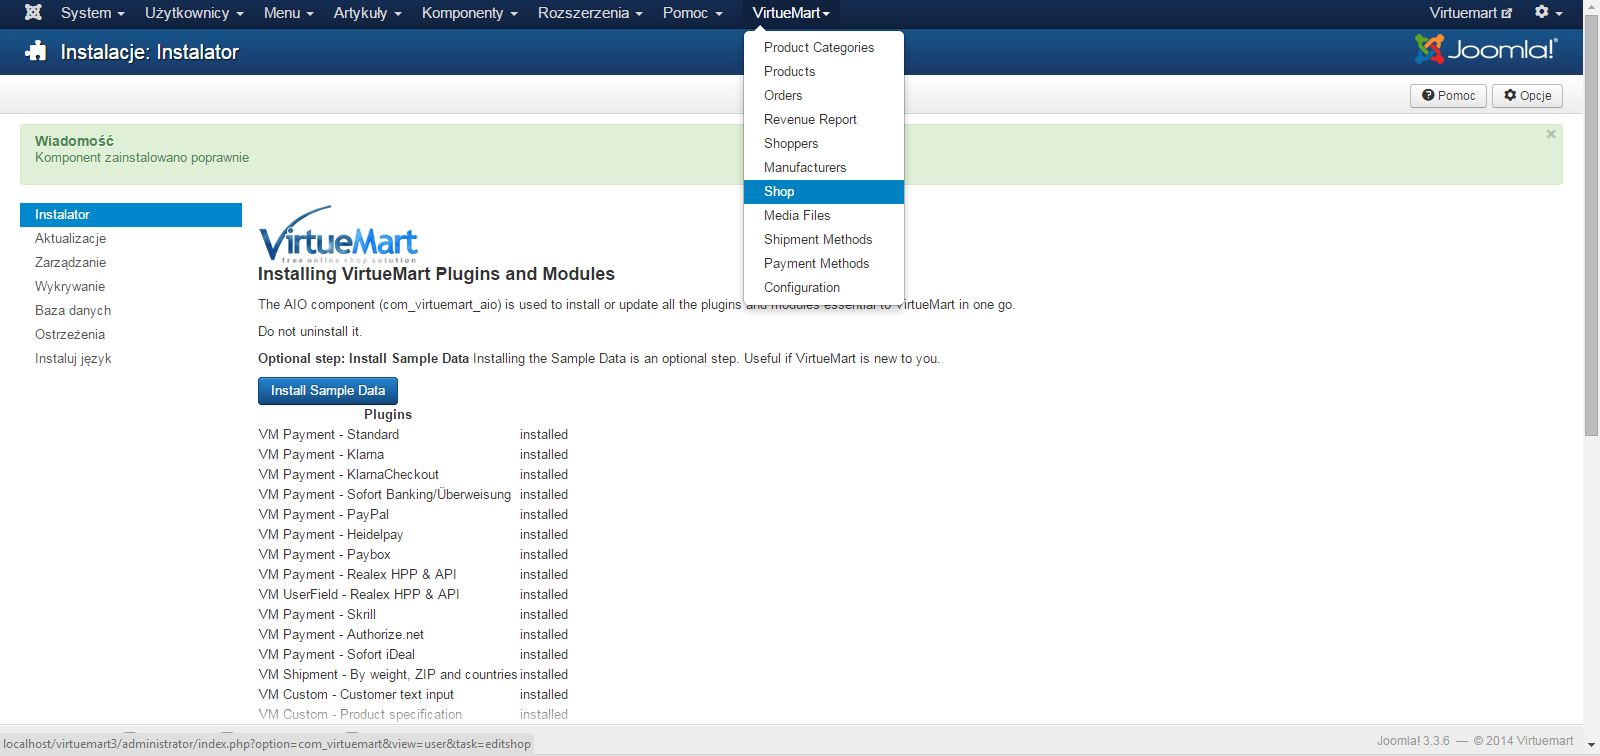 System Użytkownicy Menu Artykuły Komponenty Rozszerzenia Pomoc VirtueMart Virtuemart
Instalacje: Instalator
Joomla!®
Product Categories
Products
Orders
Revenue Report
Shoppers
Manufacturers
Shop
Media Files
Shipment Methods
Payment Methods
Configuration
Pomoc Opcje
Wiadomość
Komponent zainstalowano poprawnie
Instalator
Aktualizacje
Zarządzanie
Wykrywanie
Baza danych
Ostrzeżenia
Instaluj język
VirtueMart
free online shop solution
Installing VirtueMart Plugins and Modules
The AIO component (com_virtuemart_aio) is used to install or update all the plugins and modules essential to VirtueMart in one go.
Do not uninstall it.
Optional step: Install Sample Data Installing the Sample Data is an optional step. Useful if VirtueMart is new to you.
Install Sample Data
Plugins
VM Payment - Standard installed
VM Payment - Klarna installed
VM Payment - KlarnaCheckout installed
VM Payment - Sofort Banking/Überweisung installed
VM Payment - PayPal installed
VM Payment - Heidelpay installed
VM Payment - Paybox installed
VM Payment - Realex HPP & API installed
VM UserField - Realex HPP & API installed
VM Payment - Skrill installed
VM Payment - Authorize.net installed
VM Payment - Sofort iDeal installed
VM Shipment - By weight, ZIP and countries installed
VM Custom - Customer text input installed
VM Custom - Product specification installed
localhost/virtuemart3/administrator/index.php?option=com_virtuemart&view=user&task=editshop
Joomla! 3.3.6 — © 2014 Virtuemart